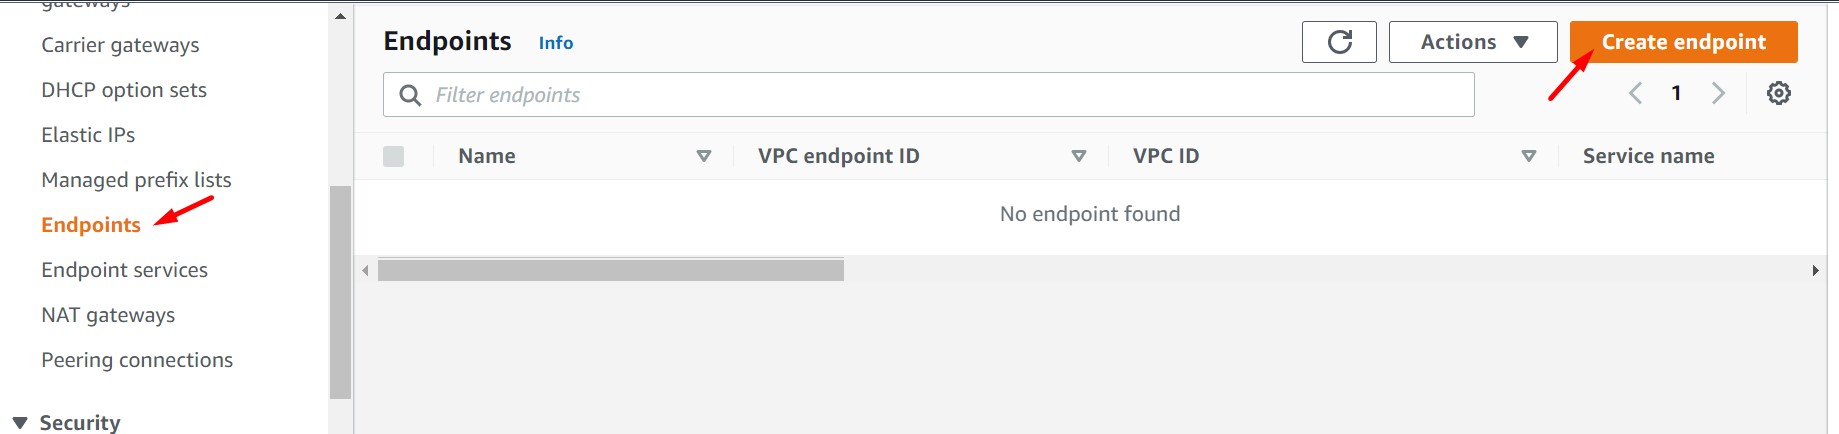 gateways
Carrier gateways
DHCP option sets
Elastic IPs
Managed prefix lists
Endpoints
Endpoint services
NAT gateways
Peering connections
Security
Endpoints Info
Actions
Create endpoint
Filter endpoints
1
Name VPC endpoint ID VPC ID Service name
No endpoint found